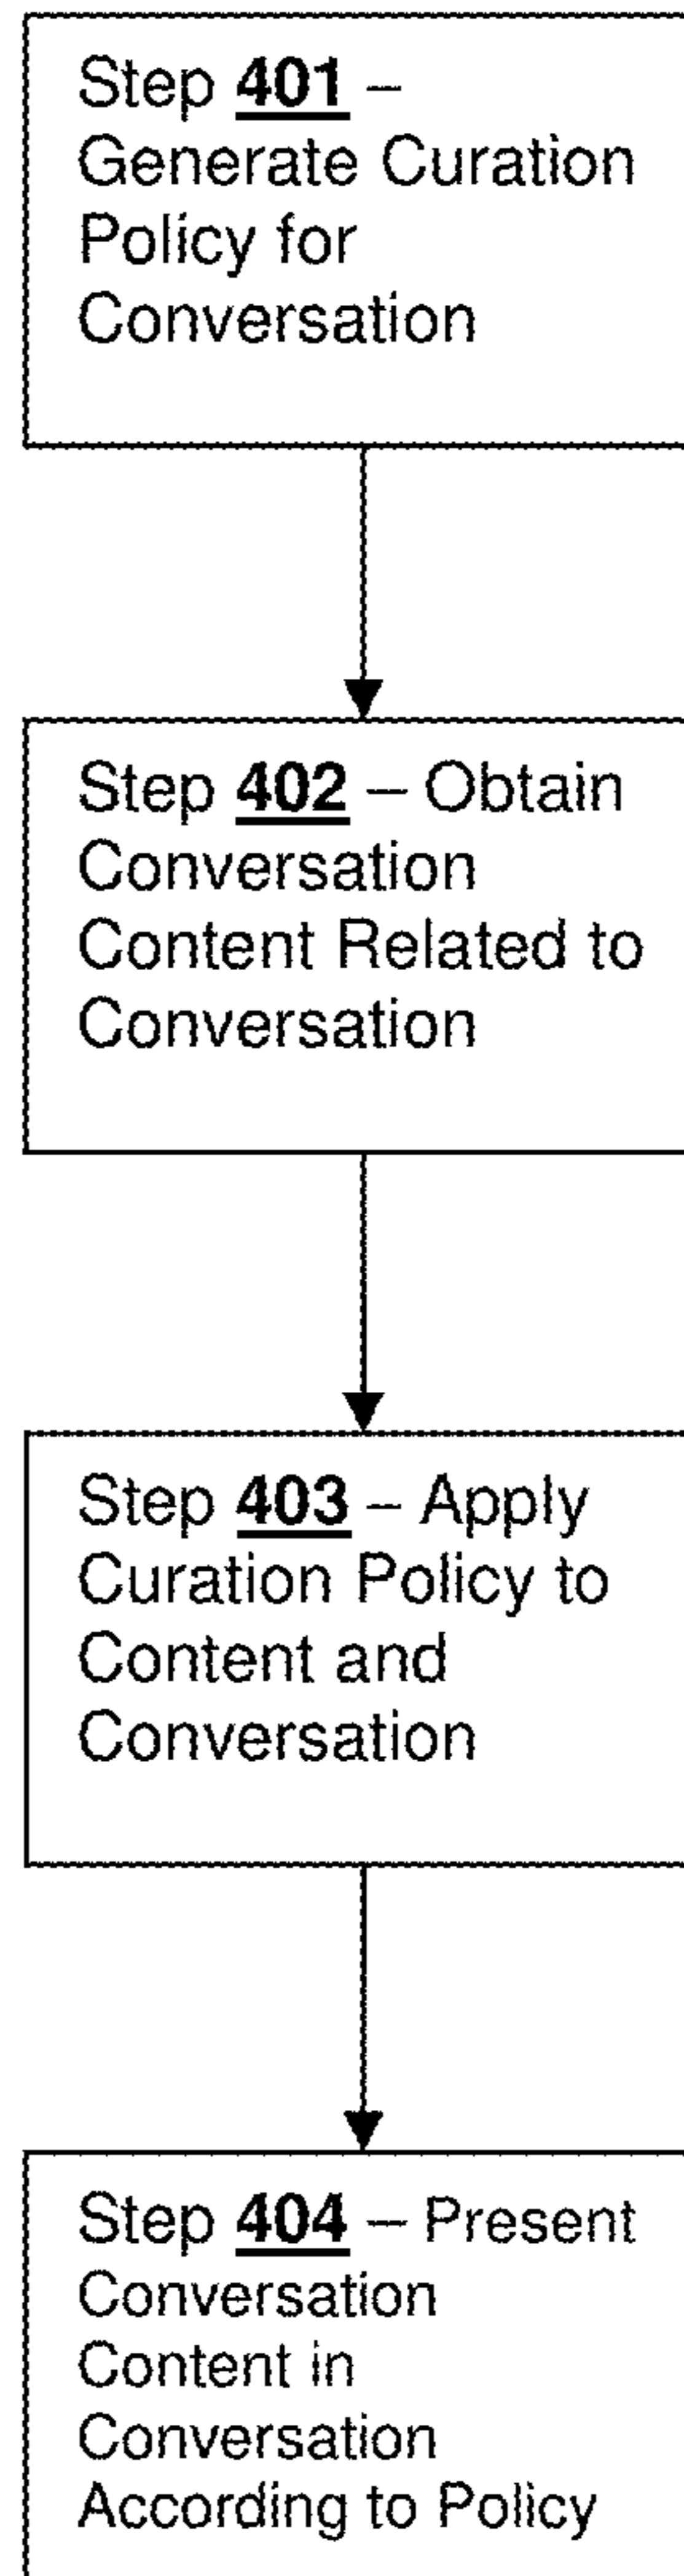 Step 401 –
Generate Curation
Policy for
Conversation
Step 402 – Obtain
Conversation
Content Related to
Conversation
Step 403 – Apply
Curation Policy to
Content and
Conversation
Step 404 – Present
Conversation
Content in
Conversation
According to Policy